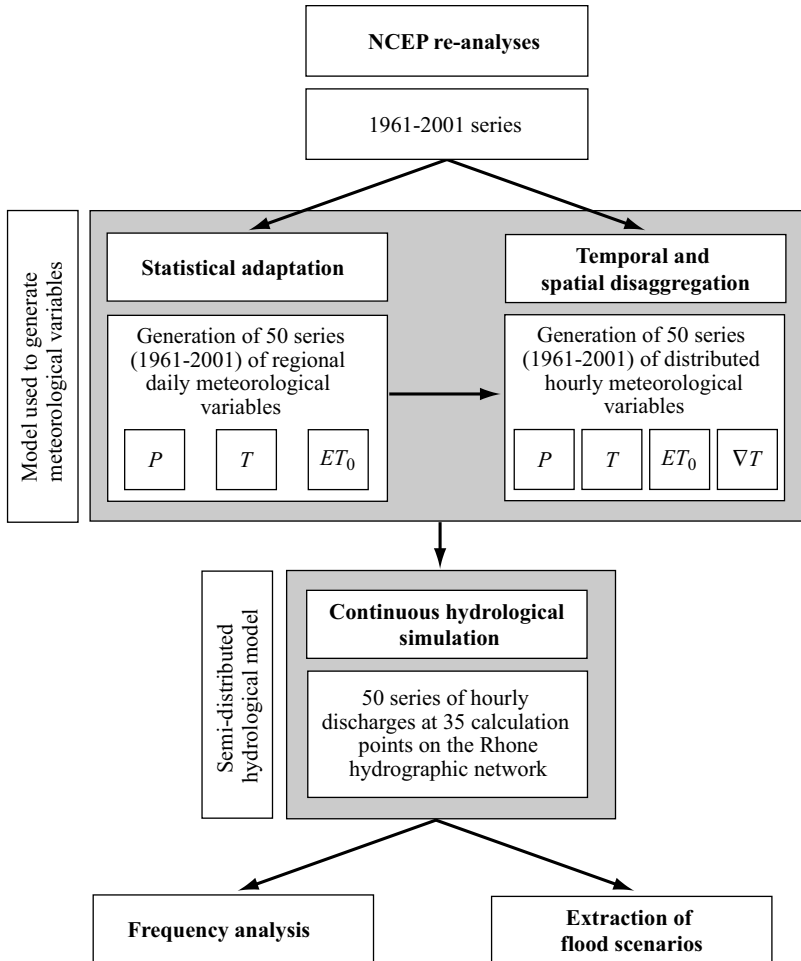 NCEP re-analyses
1961-2001 series
Model used to generate
meteorological variables
Statistical adaptation
Generation of 50 series
(1961-2001) of regional
daily meteorological
variables
P
T
ET₀
Temporal and
spatial disaggregation
Generation of 50 series
(1961-2001) of distributed
hourly meteorological
variables
P
T
ET₀
∇T
Semi-distributed
hydrological model
Continuous hydrological
simulation
50 series of hourly
discharges at 35 calculation
points on the Rhone
hydrographic network
Frequency analysis
Extraction of
flood scenarios